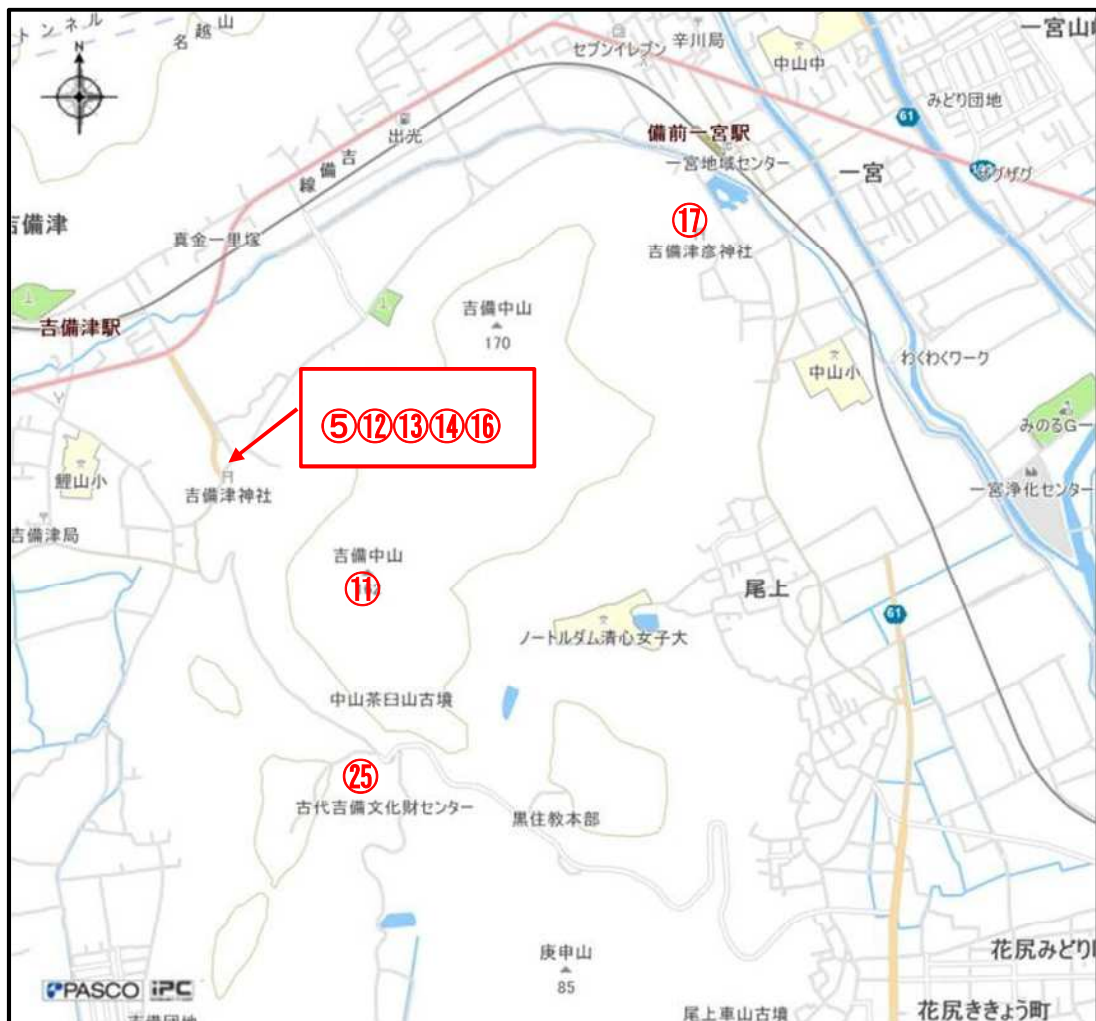 トンネル
名越山
N
セブンイレブン
辛川局
中山中
一宮山
みどり団地
61
出光
備前一宮駅
一宮地域センター
一宮
ザグザグ
吉備線
吉備津
真金一里塚
⑰
吉備津彦神社
吉備中山
170
吉備津駅
わくわくワーク
中山小
⑤⑫⑬⑭⑯
みのるG
鯉山小
吉備津神社
一宮浄化センター
吉備津局
吉備中山
⑪
尾上
61
ノートルダム清心女子大
中山茶臼山古墳
㉕
古代吉備文化財センター
黒住教本部
庚申山
85
花尻みどり
PASCO iPC
尾上車山古墳
花尻ききょう町
吉備団地